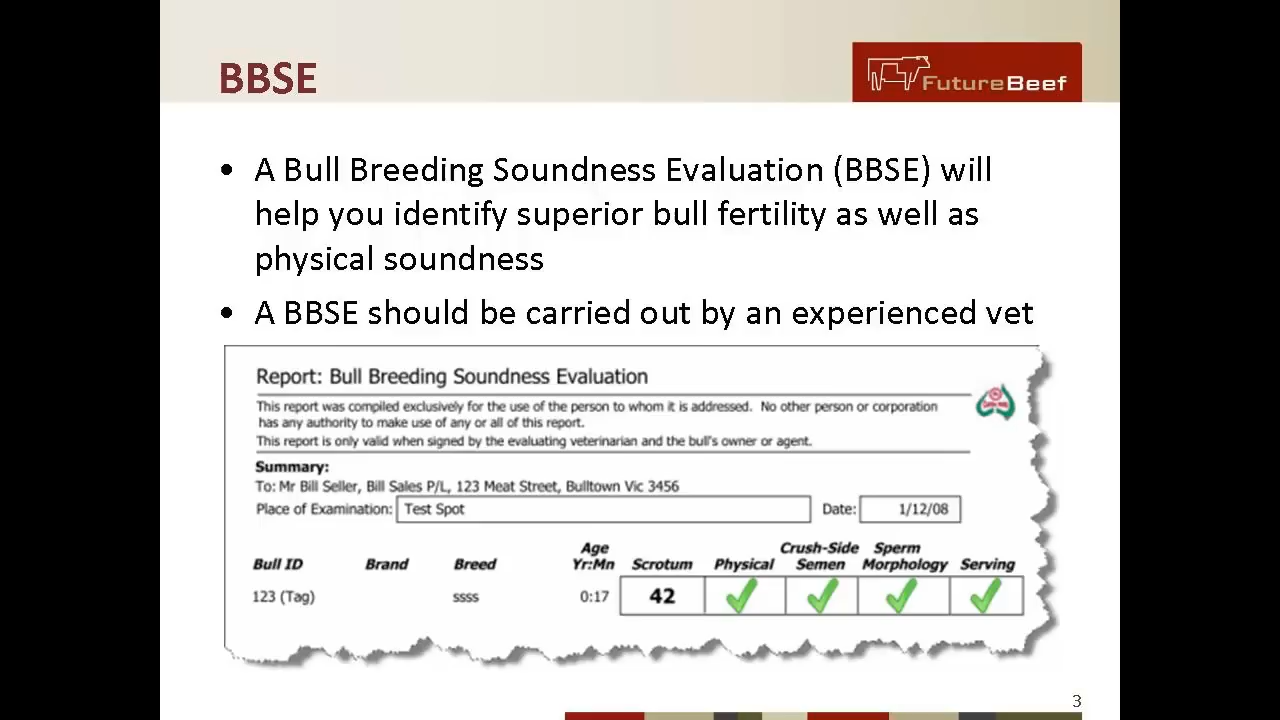 BBSE
FutureBeef
• A Bull Breeding Soundness Evaluation (BBSE) will
help you identify superior bull fertility as well as
physical soundness
• A BBSE should be carried out by an experienced vet
Report: Bull Breeding Soundness Evaluation
This report was compiled exclusively for the use of the person to whom it is addressed. No other person or corporation
has any authority to make use of any or all of this report.
This report is only valid when signed by the evaluating veterinarian and the bull's owner or agent.
Summary:
To: Mr Bill Seller, Bill Sales P/L, 123 Meat Street, Bulltown Vic 3456
Place of Examination: Test Spot Date: 1/12/08
Age Crush-Side Sperm
Bull ID Brand Breed Yr:Mn Scrotum Physical Semen Morphology Serving
123 (Tag) ssss 0:17 42
3